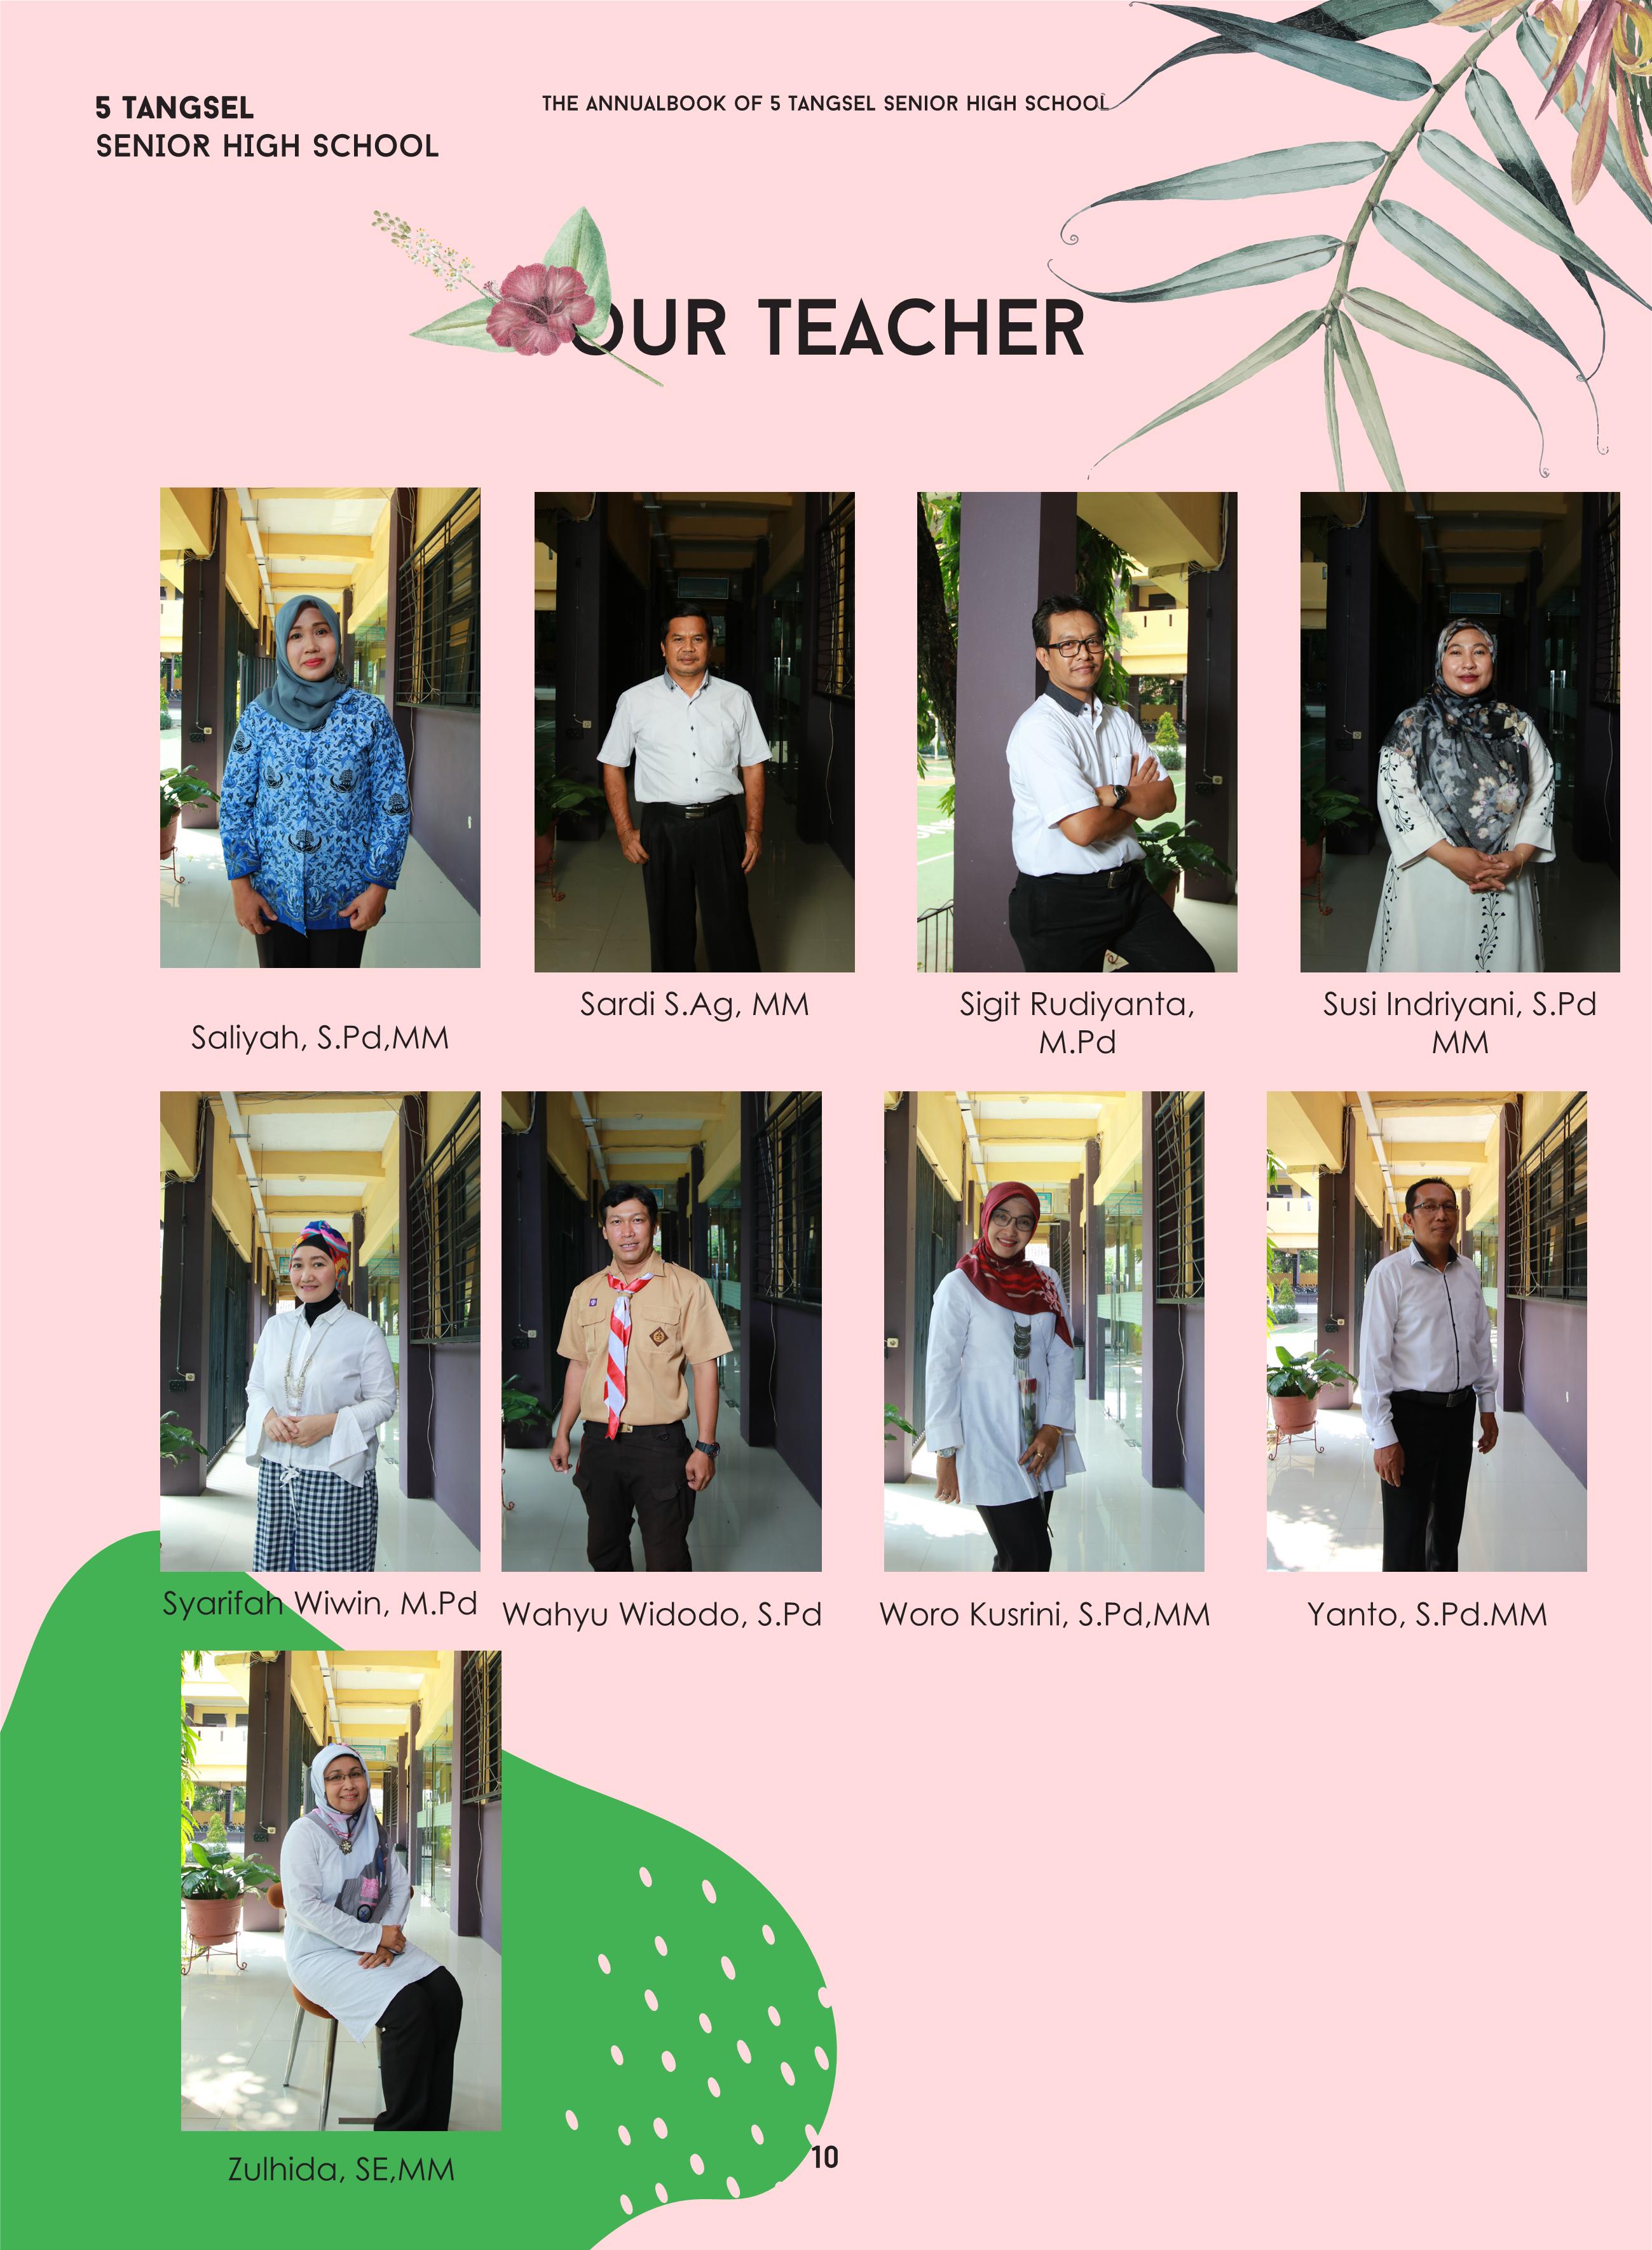 5 TANGSEL
SENIOR HIGH SCHOOL
THE ANNUALBOOK OF 5 TANGSEL SENIOR HIGH SCHOOL
OUR TEACHER
Saliyah, S.Pd,MM
Sardi S.Ag, MM
Sigit Rudiyanta,
M.Pd
Susi Indriyani, S.Pd
MM
Syarifah Wiwin, M.Pd
Wahyu Widodo, S.Pd
Woro Kusrini, S.Pd,MM
Yanto, S.Pd.MM
Zulhida, SE,MM
10